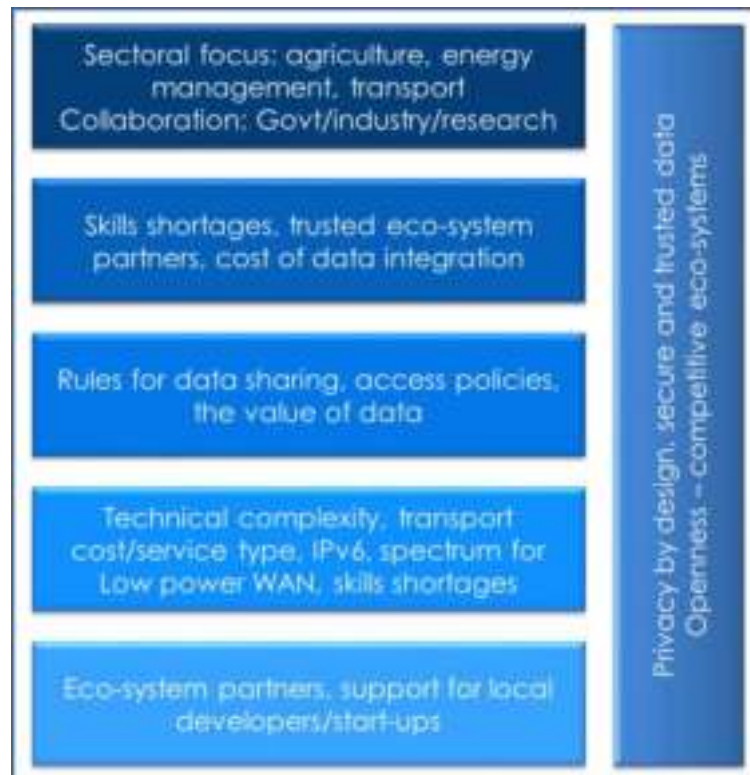 Sectoral focus: agriculture, energy
management, transport
Collaboration: Govt/industry/research
Skills shortages, trusted eco-system
partners, cost of data integration
Rules for data sharing, access policies,
the value of data
Technical complexity, transport
cost/service type, IPv6, spectrum for
Low power WAN, skills shortages
Eco-system partners, support for local
developers/start-ups
Privacy by design, secure and trusted data
Openness – competitive eco-systems